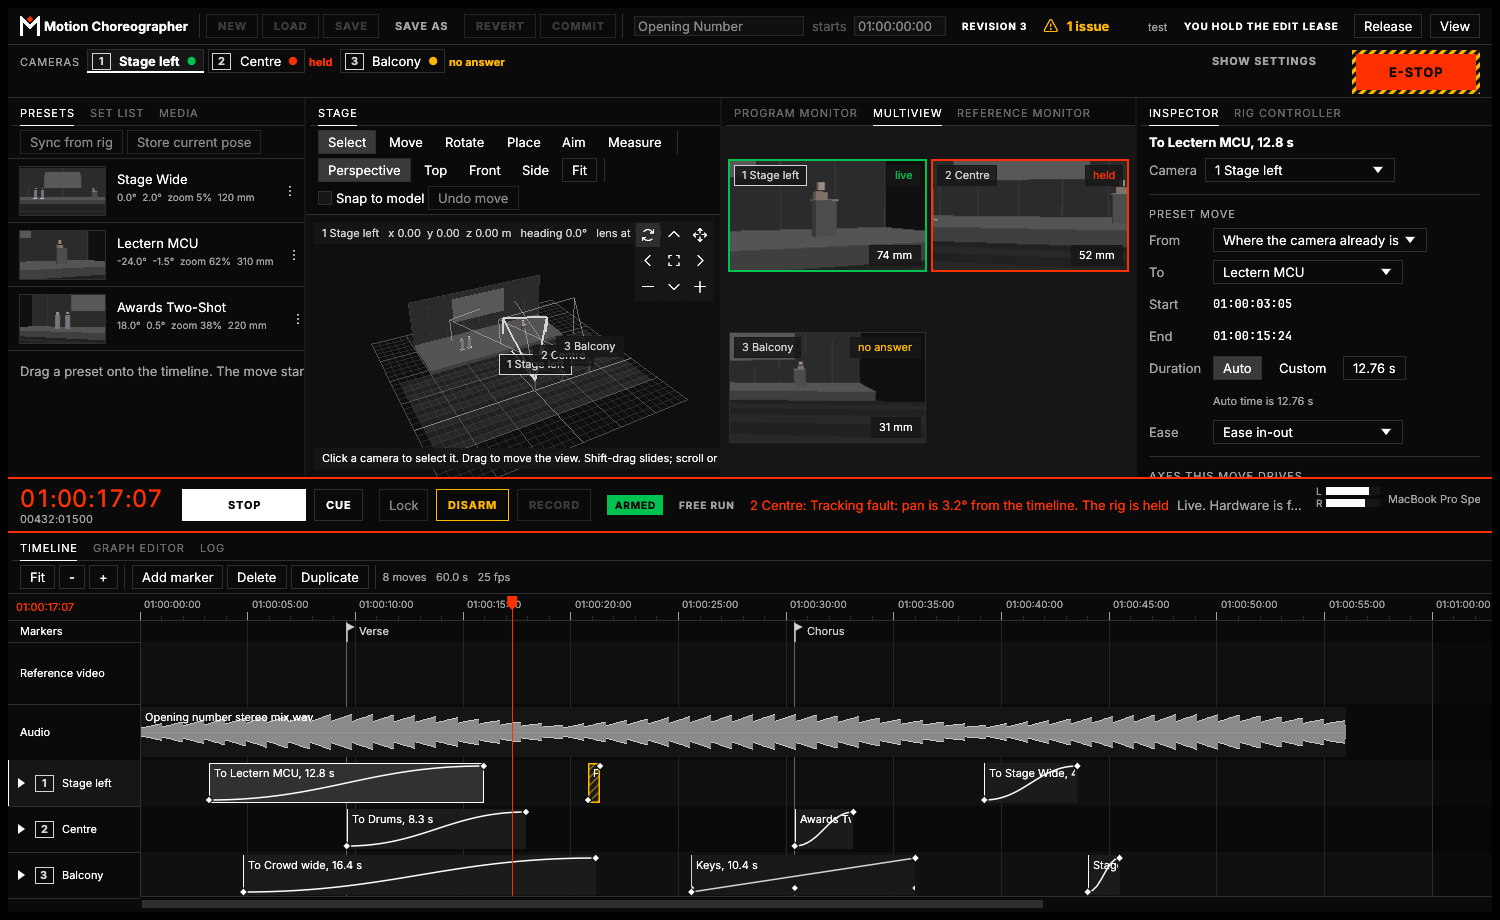 Motion Choreographer
NEW LOAD SAVE SAVE AS REVERT COMMIT
Opening Number starts 01:00:00:00 REVISION 3 1 issue test YOU HOLD THE EDIT LEASE Release View
CAMERAS 1 Stage left 2 Centre held 3 Balcony no answer
SHOW SETTINGS E-STOP
PRESETS SET LIST MEDIA
Sync from rig Store current pose
Stage Wide
0.0° 2.0° zoom 5% 120 mm
Lectern MCU
-24.0° -1.5° zoom 62% 310 mm
Awards Two-Shot
18.0° 0.5° zoom 38% 220 mm
Drag a preset onto the timeline. The move star
STAGE
Select Move Rotate Place Aim Measure
Perspective Top Front Side Fit
Snap to model Undo move
1 Stage left x 0.00 y 0.00 z 0.00 m heading 0.0° lens at
3 Balcony
2 Centre
1 Stage left
Click a camera to select it. Drag to move the view. Shift-drag slides; scroll or
PROGRAM MONITOR MULTIVIEW REFERENCE MONITOR
1 Stage left live
74 mm
2 Centre held
52 mm
3 Balcony no answer
31 mm
INSPECTOR RIG CONTROLLER
To Lectern MCU, 12.8 s
Camera 1 Stage left
PRESET MOVE
From Where the camera already is
To Lectern MCU
Start 01:00:03:05
End 01:00:15:24
Duration Auto Custom 12.76 s
Auto time is 12.76 s
Ease Ease in-out
AXES THIS MOVE DRIVES
01:00:17:07
00432:01500
STOP CUE Lock DISARM RECORD ARMED FREE RUN 2 Centre: Tracking fault: pan is 3.2° from the timeline. The rig is held Live. Hardware is f...
L
R
MacBook Pro Spe
TIMELINE GRAPH EDITOR LOG
Fit - + Add marker Delete Duplicate 8 moves 60.0 s 25 fps
01:00:17:07 01:00:00:00 01:00:05:00 01:00:10:00 01:00:15:00 01:00:20:00 01:00:25:00 01:00:30:00 01:00:35:00 01:00:40:00 01:00:45:00 01:00:50:00 01:00:55:00 01:01:00:00
Markers Verse Chorus
Reference video
Opening number stereo mix.wav
Audio
1 Stage left To Lectern MCU, 12.8 s To Stage Wide, 4
2 Centre To Drums, 8.3 s Awards Tw
3 Balcony To Crowd wide, 16.4 s Keys, 10.4 s Stag